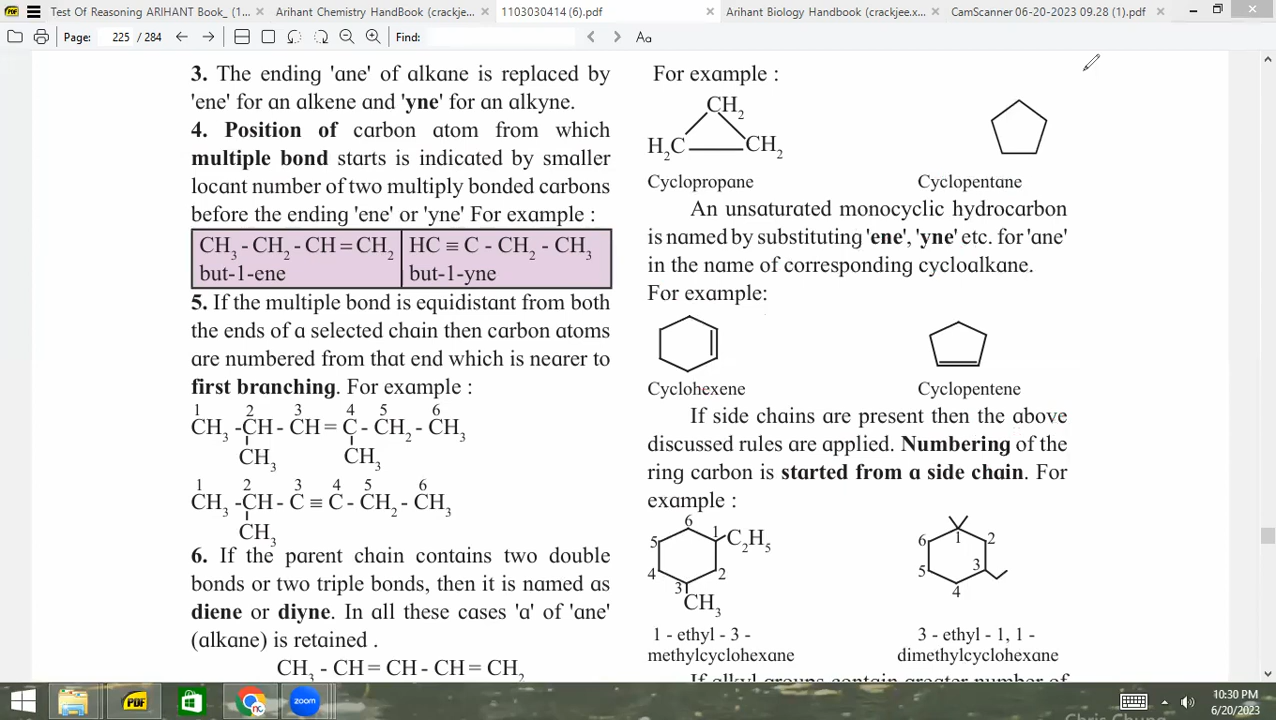 Test Of Reasoning ARIHANT Book_ (1...
Arihant Chemistry HandBook (crackjee...
1103030414 (6).pdf
Arihant Biology Handbook (crackjee.x...
CamScanner 06-20-2023 09.28 (1).pdf
Page: 225 / 284
Find:
Aa
3. The ending 'ane' of alkane is replaced by
'ene' for an alkene and 'yne' for an alkyne.
4. Position of carbon atom from which
multiple bond starts is indicated by smaller
locant number of two multiply bonded carbons
before the ending 'ene' or 'yne' For example :
CH3 - CH2 - CH = CH2
but-1-ene
HC ≡ C - CH2 - CH3
but-1-yne
5. If the multiple bond is equidistant from both
the ends of a selected chain then carbon atoms
are numbered from that end which is nearer to
first branching. For example :
1 2 3 4 5 6
CH3 -CH - CH = C - CH2 - CH3
CH3 CH3
1 2 3 4 5 6
CH3 -CH - C ≡ C - CH2 - CH3
CH3
6. If the parent chain contains two double
bonds or two triple bonds, then it is named as
diene or diyne. In all these cases 'a' of 'ane'
(alkane) is retained .
CH3 - CH = CH - CH = CH2
For example :
CH2
H2C CH2
Cyclopropane
Cyclopentane
An unsaturated monocyclic hydrocarbon
is named by substituting 'ene', 'yne' etc. for 'ane'
in the name of corresponding cycloalkane.
For example:
Cyclohexene
Cyclopentene
If side chains are present then the above
discussed rules are applied. Numbering of the
ring carbon is started from a side chain. For
example :
6
1 C2H5
5
4 2
3
CH3
1 - ethyl - 3 -
methylcyclohexane
1
6 2
5 3
4
3 - ethyl - 1, 1 -
dimethylcyclohexane
If alkyl groups contain greater number of
PDF
zoom
10:30 PM
6/20/2023
Chris Chung